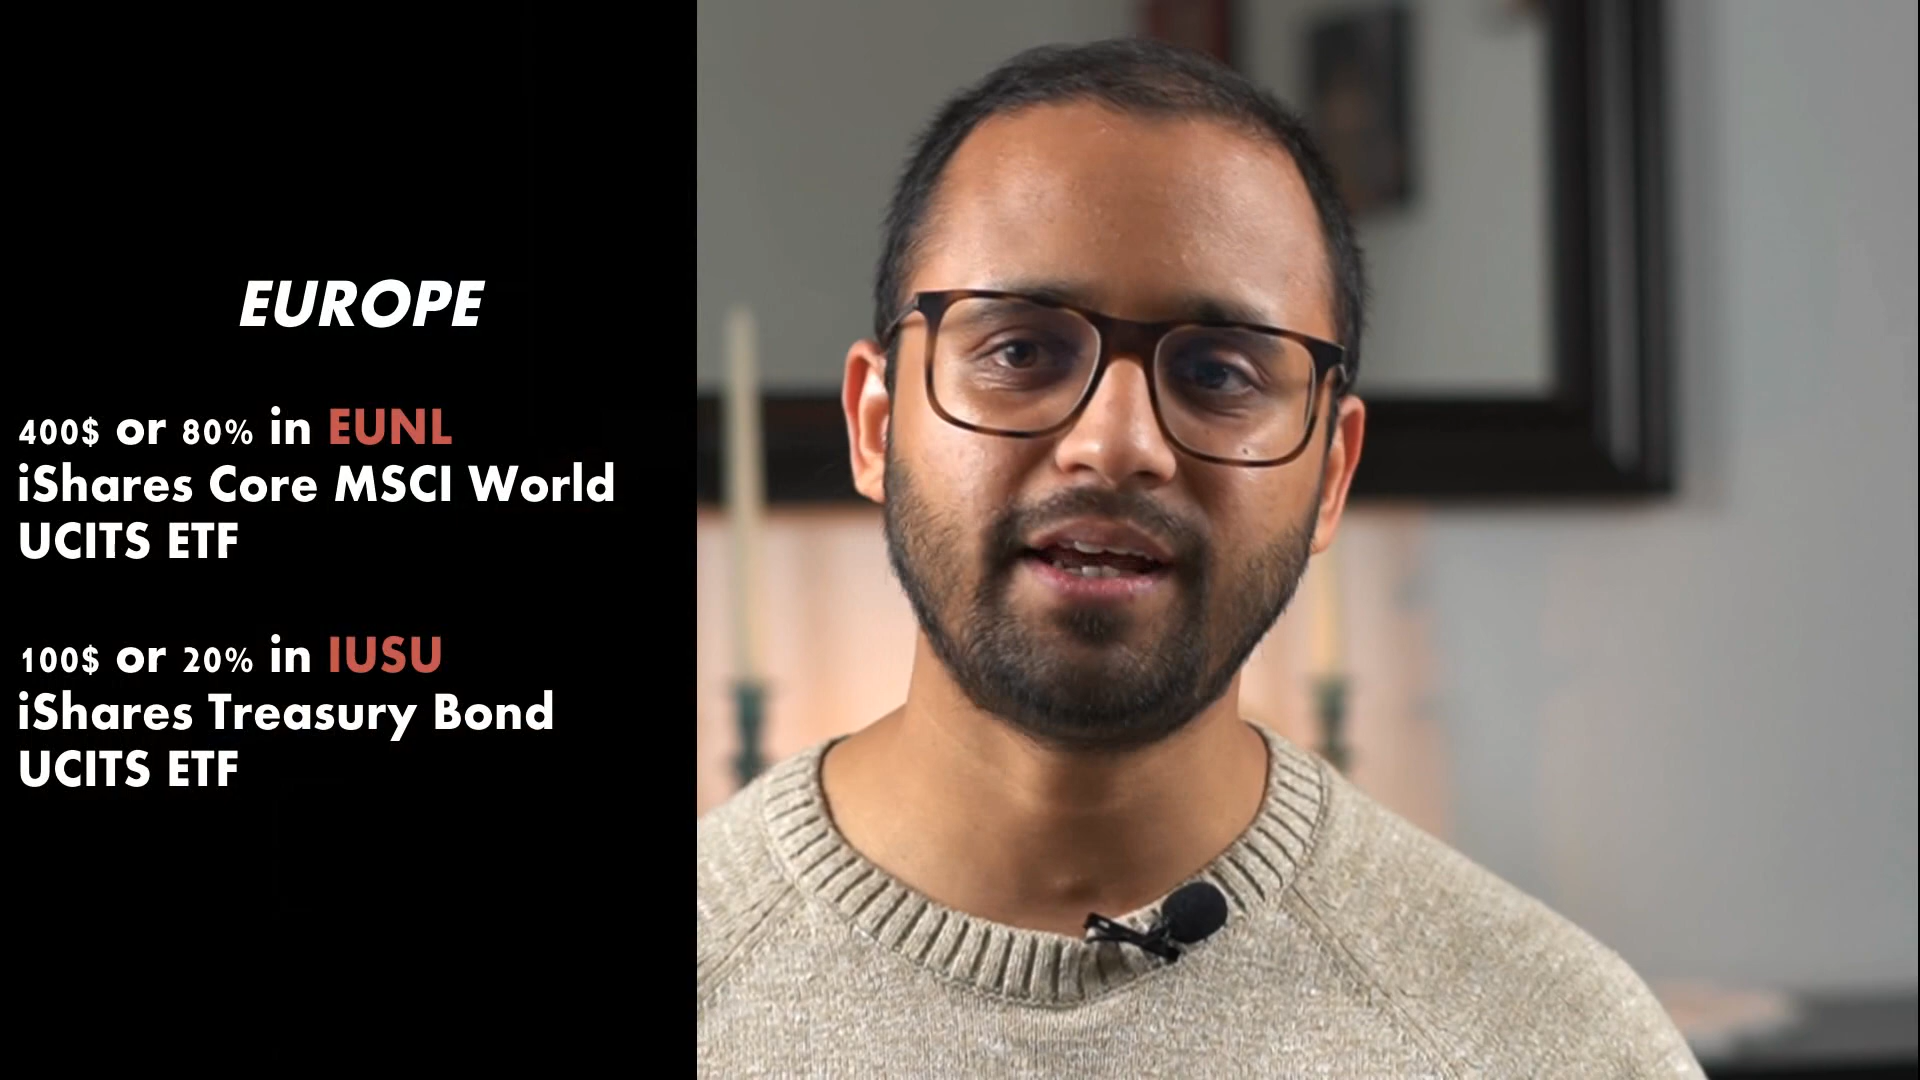 EUROPE
400$ or 80% in EUNL
iShares Core MSCI World
UCITS ETF
100$ or 20% in IUSU
iShares Treasury Bond
UCITS ETF